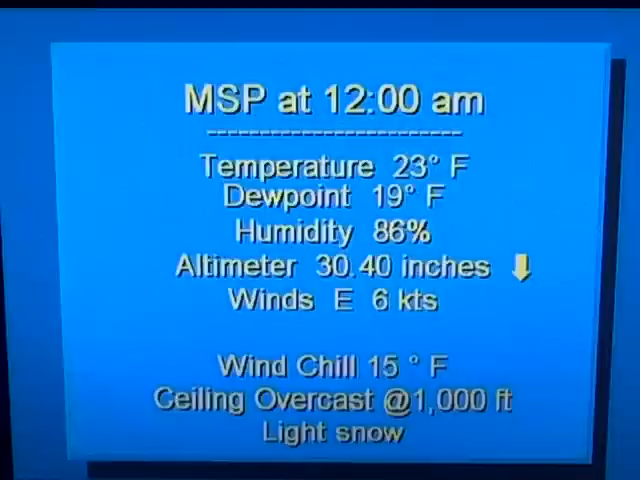 MSP at 12:00 am
-------------------------
Temperature 23° F
Dewpoint 19° F
Humidity 86%
Altimeter 30.40 inches ⬇
Winds E 6 kts
Wind Chill 15 ° F
Ceiling Overcast @1,000 ft
Light snow